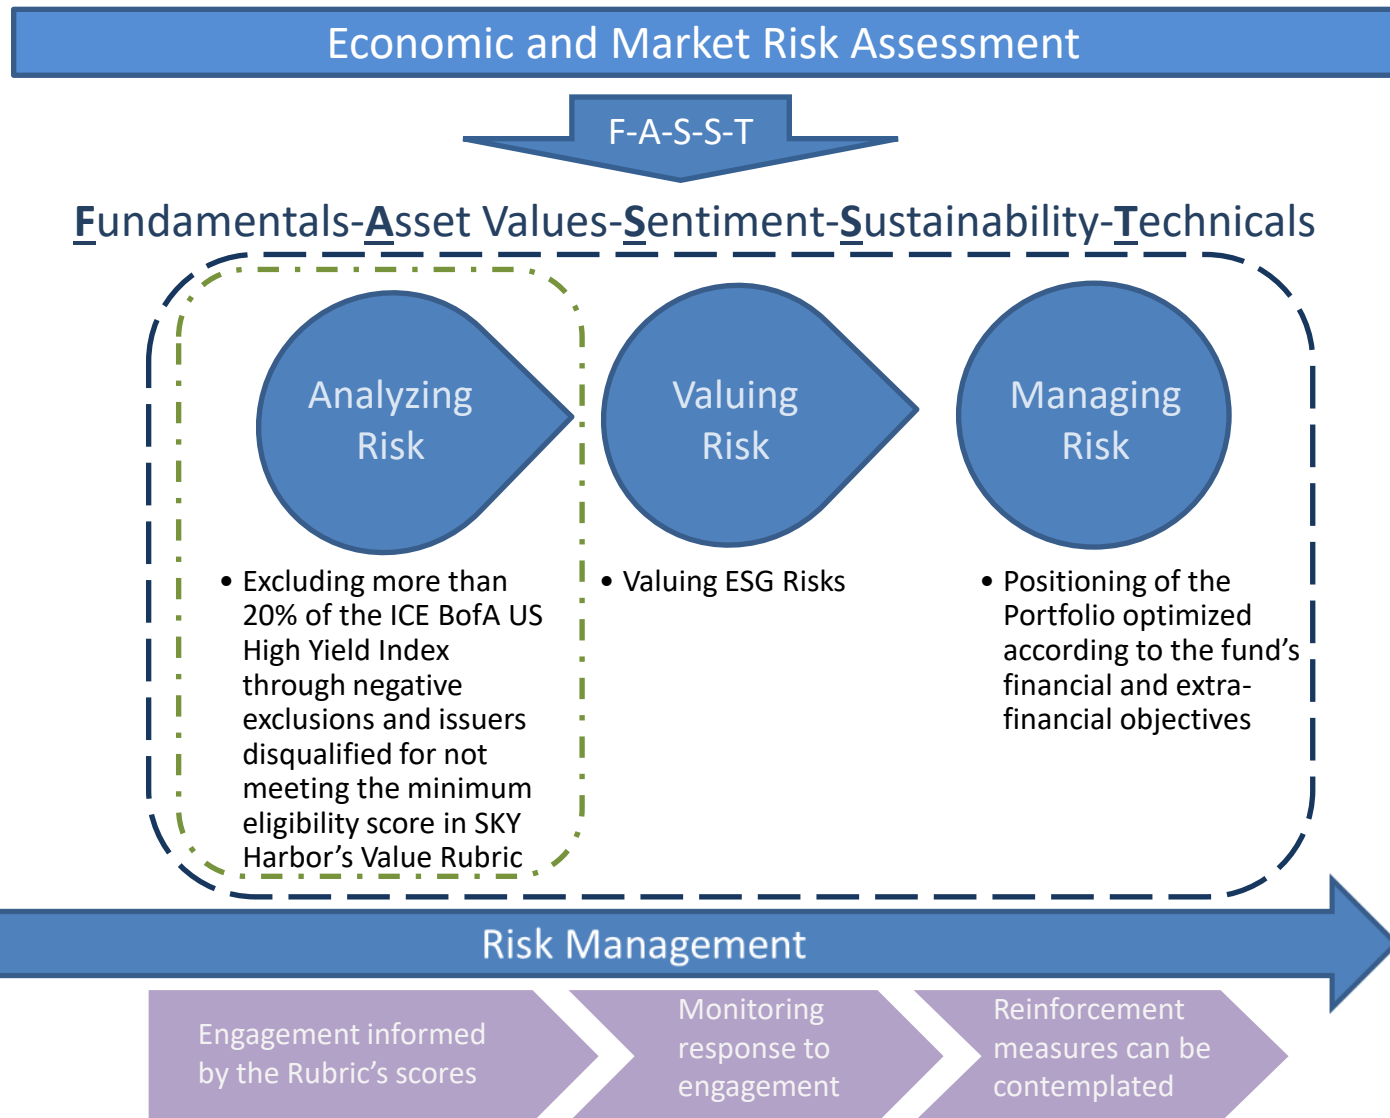 Economic and Market Risk Assessment
F-A-S-S-T
Fundamentals-Asset Values-Sentiment-Sustainability-Technicals
Analyzing
Risk
• Excluding more than
20% of the ICE BofA US
High Yield Index
through negative
exclusions and issuers
disqualified for not
meeting the minimum
eligibility score in SKY
Harbor’s Value Rubric
Valuing
Risk
• Valuing ESG Risks
Managing
Risk
• Positioning of the
Portfolio optimized
according to the fund’s
financial and extra-
financial objectives
Risk Management
Engagement informed
by the Rubric’s scores
Monitoring
response to
engagement
Reinforcement
measures can be
contemplated